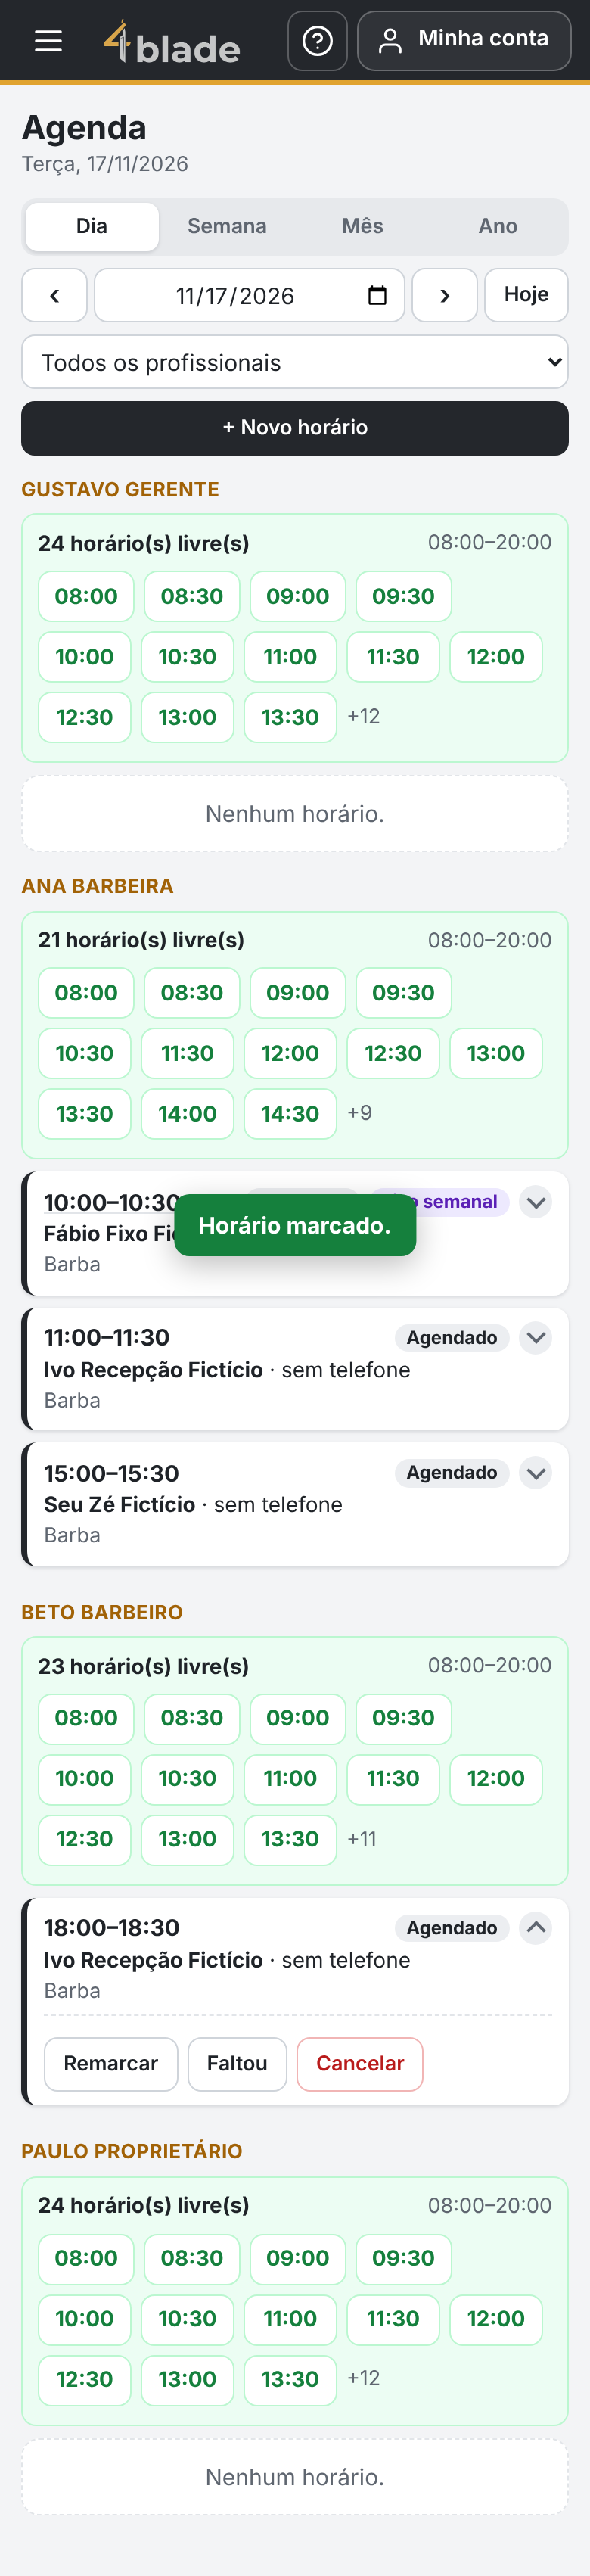 4blade
Minha conta
Agenda
Terça, 17/11/2026
Dia Semana Mês Ano
‹ 11/17/2026 › Hoje
Todos os profissionais
+ Novo horário
GUSTAVO GERENTE
24 horário(s) livre(s) 08:00–20:00
08:00 08:30 09:00 09:30
10:00 10:30 11:00 11:30 12:00
12:30 13:00 13:30 +12
Nenhum horário.
ANA BARBEIRA
21 horário(s) livre(s) 08:00–20:00
08:00 08:30 09:00 09:30
10:30 11:30 12:00 12:30 13:00
13:30 14:00 14:30 +9
10:00–10:30 semanal
Horário marcado.
Fábio Fixo
Barba
11:00–11:30 Agendado
Ivo Recepção Fictício · sem telefone
Barba
15:00–15:30 Agendado
Seu Zé Fictício · sem telefone
Barba
BETO BARBEIRO
23 horário(s) livre(s) 08:00–20:00
08:00 08:30 09:00 09:30
10:00 10:30 11:00 11:30 12:00
12:30 13:00 13:30 +11
18:00–18:30 Agendado
Ivo Recepção Fictício · sem telefone
Barba
Remarcar Faltou Cancelar
PAULO PROPRIETÁRIO
24 horário(s) livre(s) 08:00–20:00
08:00 08:30 09:00 09:30
10:00 10:30 11:00 11:30 12:00
12:30 13:00 13:30 +12
Nenhum horário.